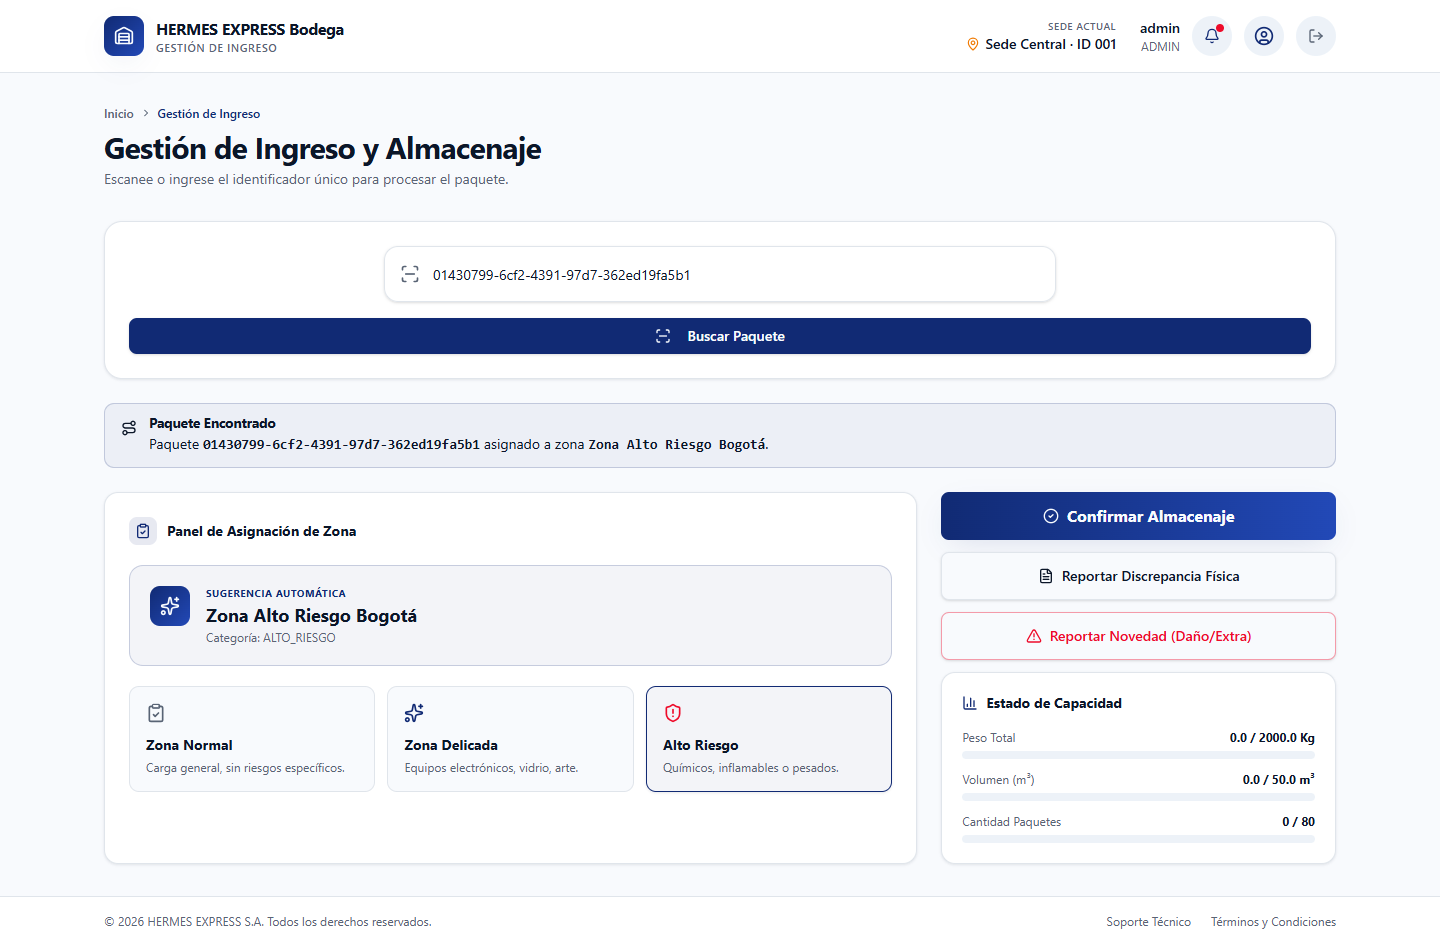 HERMES EXPRESS Bodega
GESTIÓN DE INGRESO
SEDE ACTUAL
Sede Central · ID 001
admin
ADMIN
Inicio > Gestión de Ingreso
Gestión de Ingreso y Almacenaje
Escanee o ingrese el identificador único para procesar el paquete.
01430799-6cf2-4391-97d7-362ed19fa5b1
Buscar Paquete
Paquete Encontrado
Paquete 01430799-6cf2-4391-97d7-362ed19fa5b1 asignado a zona Zona Alto Riesgo Bogotá.
Panel de Asignación de Zona
SUGERENCIA AUTOMÁTICA
Zona Alto Riesgo Bogotá
Categoría: ALTO_RIESGO
Zona Normal
Carga general, sin riesgos específicos.
Zona Delicada
Equipos electrónicos, vidrio, arte.
Alto Riesgo
Químicos, inflamables o pesados.
Confirmar Almacenaje
Reportar Discrepancia Física
Reportar Novedad (Daño/Extra)
Estado de Capacidad
Peso Total 0.0 / 2000.0 Kg
Volumen (m³) 0.0 / 50.0 m³
Cantidad Paquetes 0 / 80
© 2026 HERMES EXPRESS S.A. Todos los derechos reservados.
Soporte Técnico Términos y Condiciones